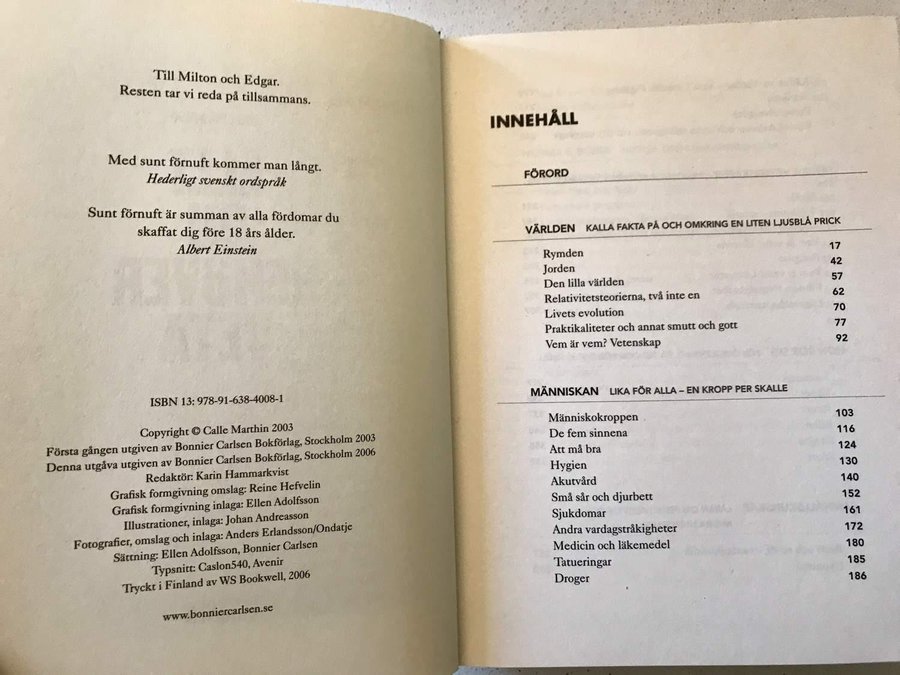 Till Milton och Edgar.
Resten tar vi reda på tillsammans.
Med sunt förnuft kommer man långt.
Hederligt svenskt ordspråk
Sunt förnuft är summan av alla fördomar du
skaffat dig före 18 års ålder.
Albert Einstein
ISBN 13: 978-91-638-4008-1
Copyright © Calle Marthin 2003
Första gången utgiven av Bonnier Carlsen Bokförlag, Stockholm 2003
Denna utgåva utgiven av Bonnier Carlsen Bokförlag, Stockholm 2006
Redaktör: Karin Hammarkvist
Grafisk formgivning omslag: Reine Hefvelin
Grafisk formgivning inlaga: Ellen Adolfsson
Illustrationer, inlaga: Johan Andreasson
Fotografier, omslag och inlaga: Anders Erlandsson/Ondatje
Sättning: Ellen Adolfsson, Bonnier Carlsen
Typsnitt: Caslon540, Avenir
Tryckt i Finland av WS Bookwell, 2006
www.bonniercarlsen.se
INNEHÅLL
FÖRORD
VÄRLDEN KALLA FAKTA PÅ OCH OMKRING EN LITEN LJUSBLÅ PRICK
Rymden 17
Jorden 42
Den lilla världen 57
Relativitetsteorierna, två inte en 62
Livets evolution 70
Praktikaliteter och annat smutt och gott 77
Vem är vem? Vetenskap 92
MÄNNISKAN LIKA FÖR ALLA – EN KROPP PER SKALLE
Människokroppen 103
De fem sinnena 116
Att må bra 124
Hygien 130
Akutvård 140
Små sår och djurbett 152
Sjukdomar 161
Andra vardagstråkigheter 172
Medicin och läkemedel 180
Tatueringar 185
Droger 186